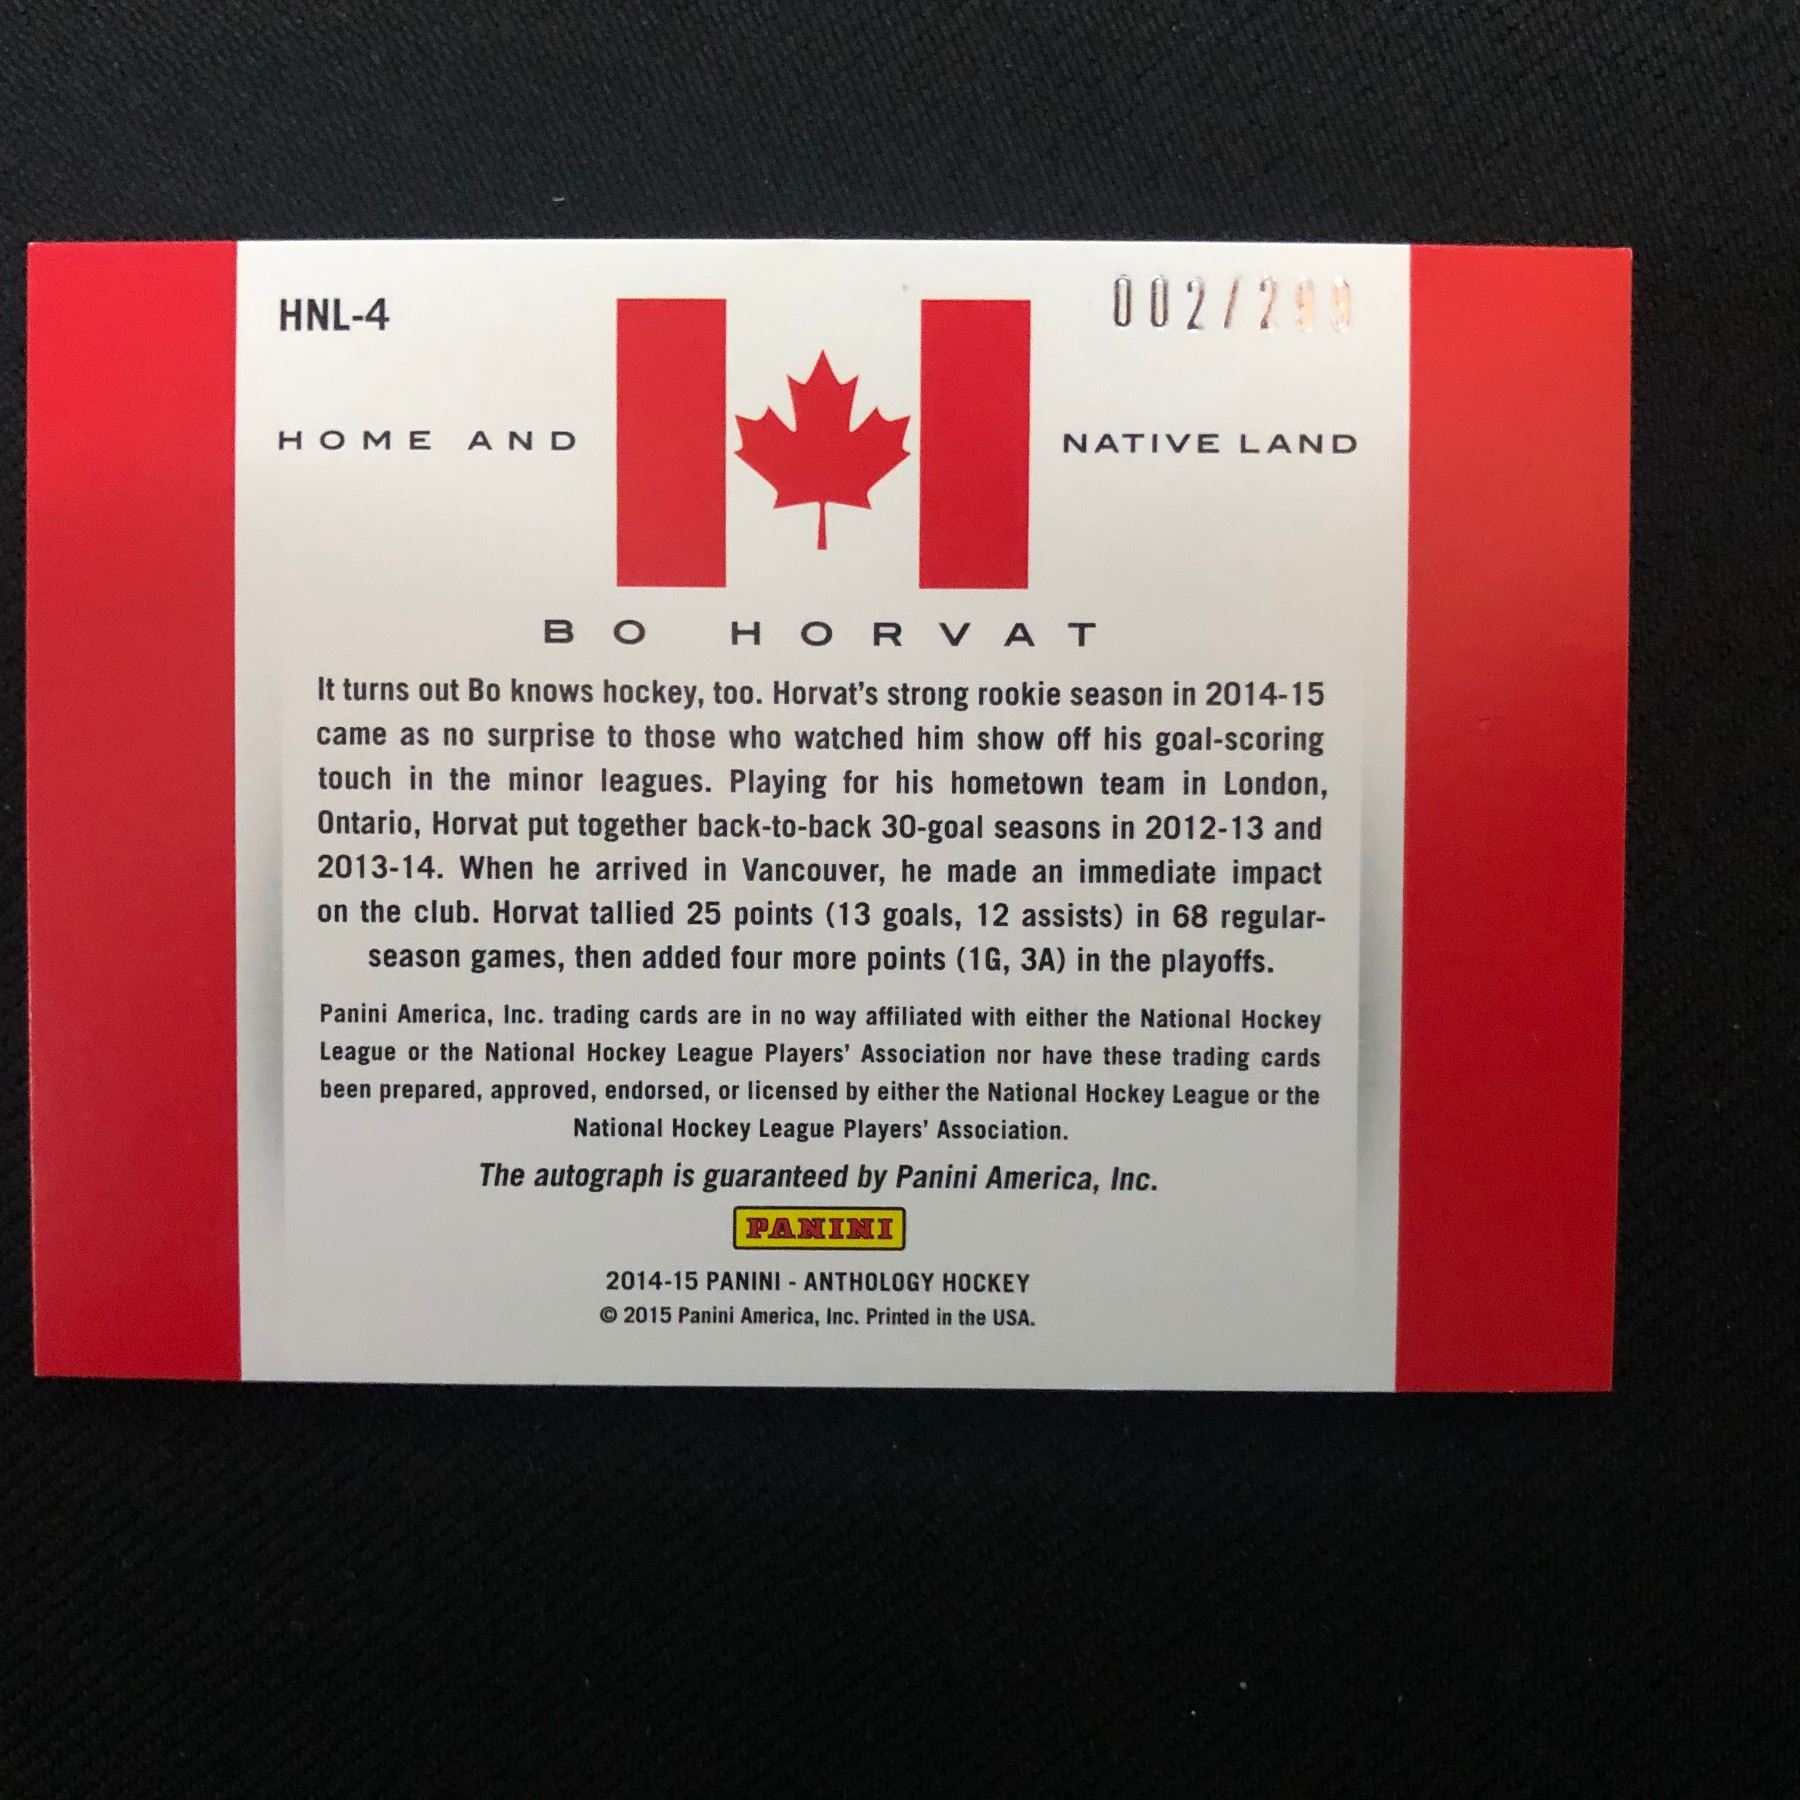 HNL-4
002/299
HOME AND NATIVE LAND
BO HORVAT
It turns out Bo knows hockey, too. Horvat's strong rookie season in 2014-15
came as no surprise to those who watched him show off his goal-scoring
touch in the minor leagues. Playing for his hometown team in London,
Ontario, Horvat put together back-to-back 30-goal seasons in 2012-13 and
2013-14. When he arrived in Vancouver, he made an immediate impact
on the club. Horvat tallied 25 points (13 goals, 12 assists) in 68 regular-
season games, then added four more points (1G, 3A) in the playoffs.
Panini America, Inc. trading cards are in no way affiliated with either the National Hockey
League or the National Hockey League Players' Association nor have these trading cards
been prepared, approved, endorsed, or licensed by either the National Hockey League or the
National Hockey League Players' Association.
The autograph is guaranteed by Panini America, Inc.
PANINI
2014-15 PANINI - ANTHOLOGY HOCKEY
© 2015 Panini America, Inc. Printed in the USA.